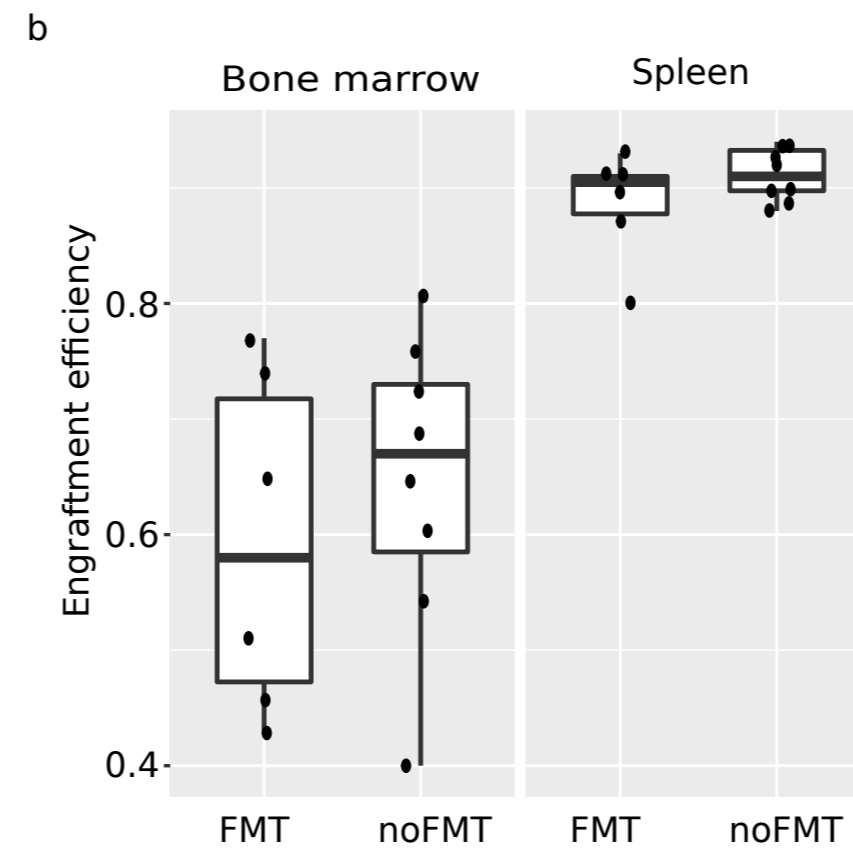 b
Bone marrow
Spleen
Engraftment efficiency
0.8
0.6
0.4
FMT
noFMT
FMT
noFMT